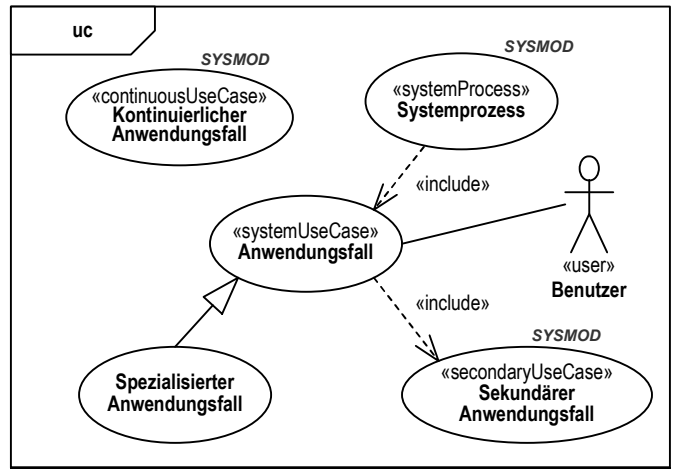 uc
SYSMOD
«continuousUseCase»
Kontinuierlicher
Anwendungsfall
SYSMOD
«systemProcess»
Systemprozess
«include»
«systemUseCase»
Anwendungsfall
«user»
Benutzer
«include»
Spezialisierter
Anwendungsfall
SYSMOD
«secondaryUseCase»
Sekundärer
Anwendungsfall